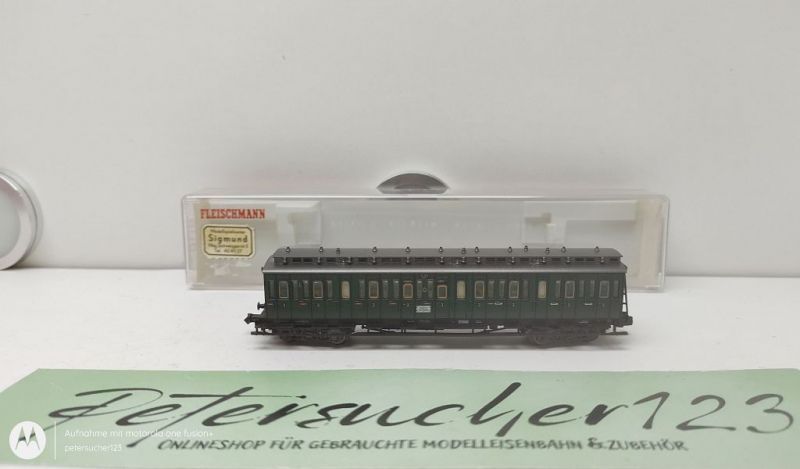 FLEISCHMANN
Sigmund
Petersucher123
ONLINESHOP FÜR GEBRAUCHTE MODELLEISENBAHN & ZUBEHÖR
Aufnahme mit motorola one fusion+
petersucher123